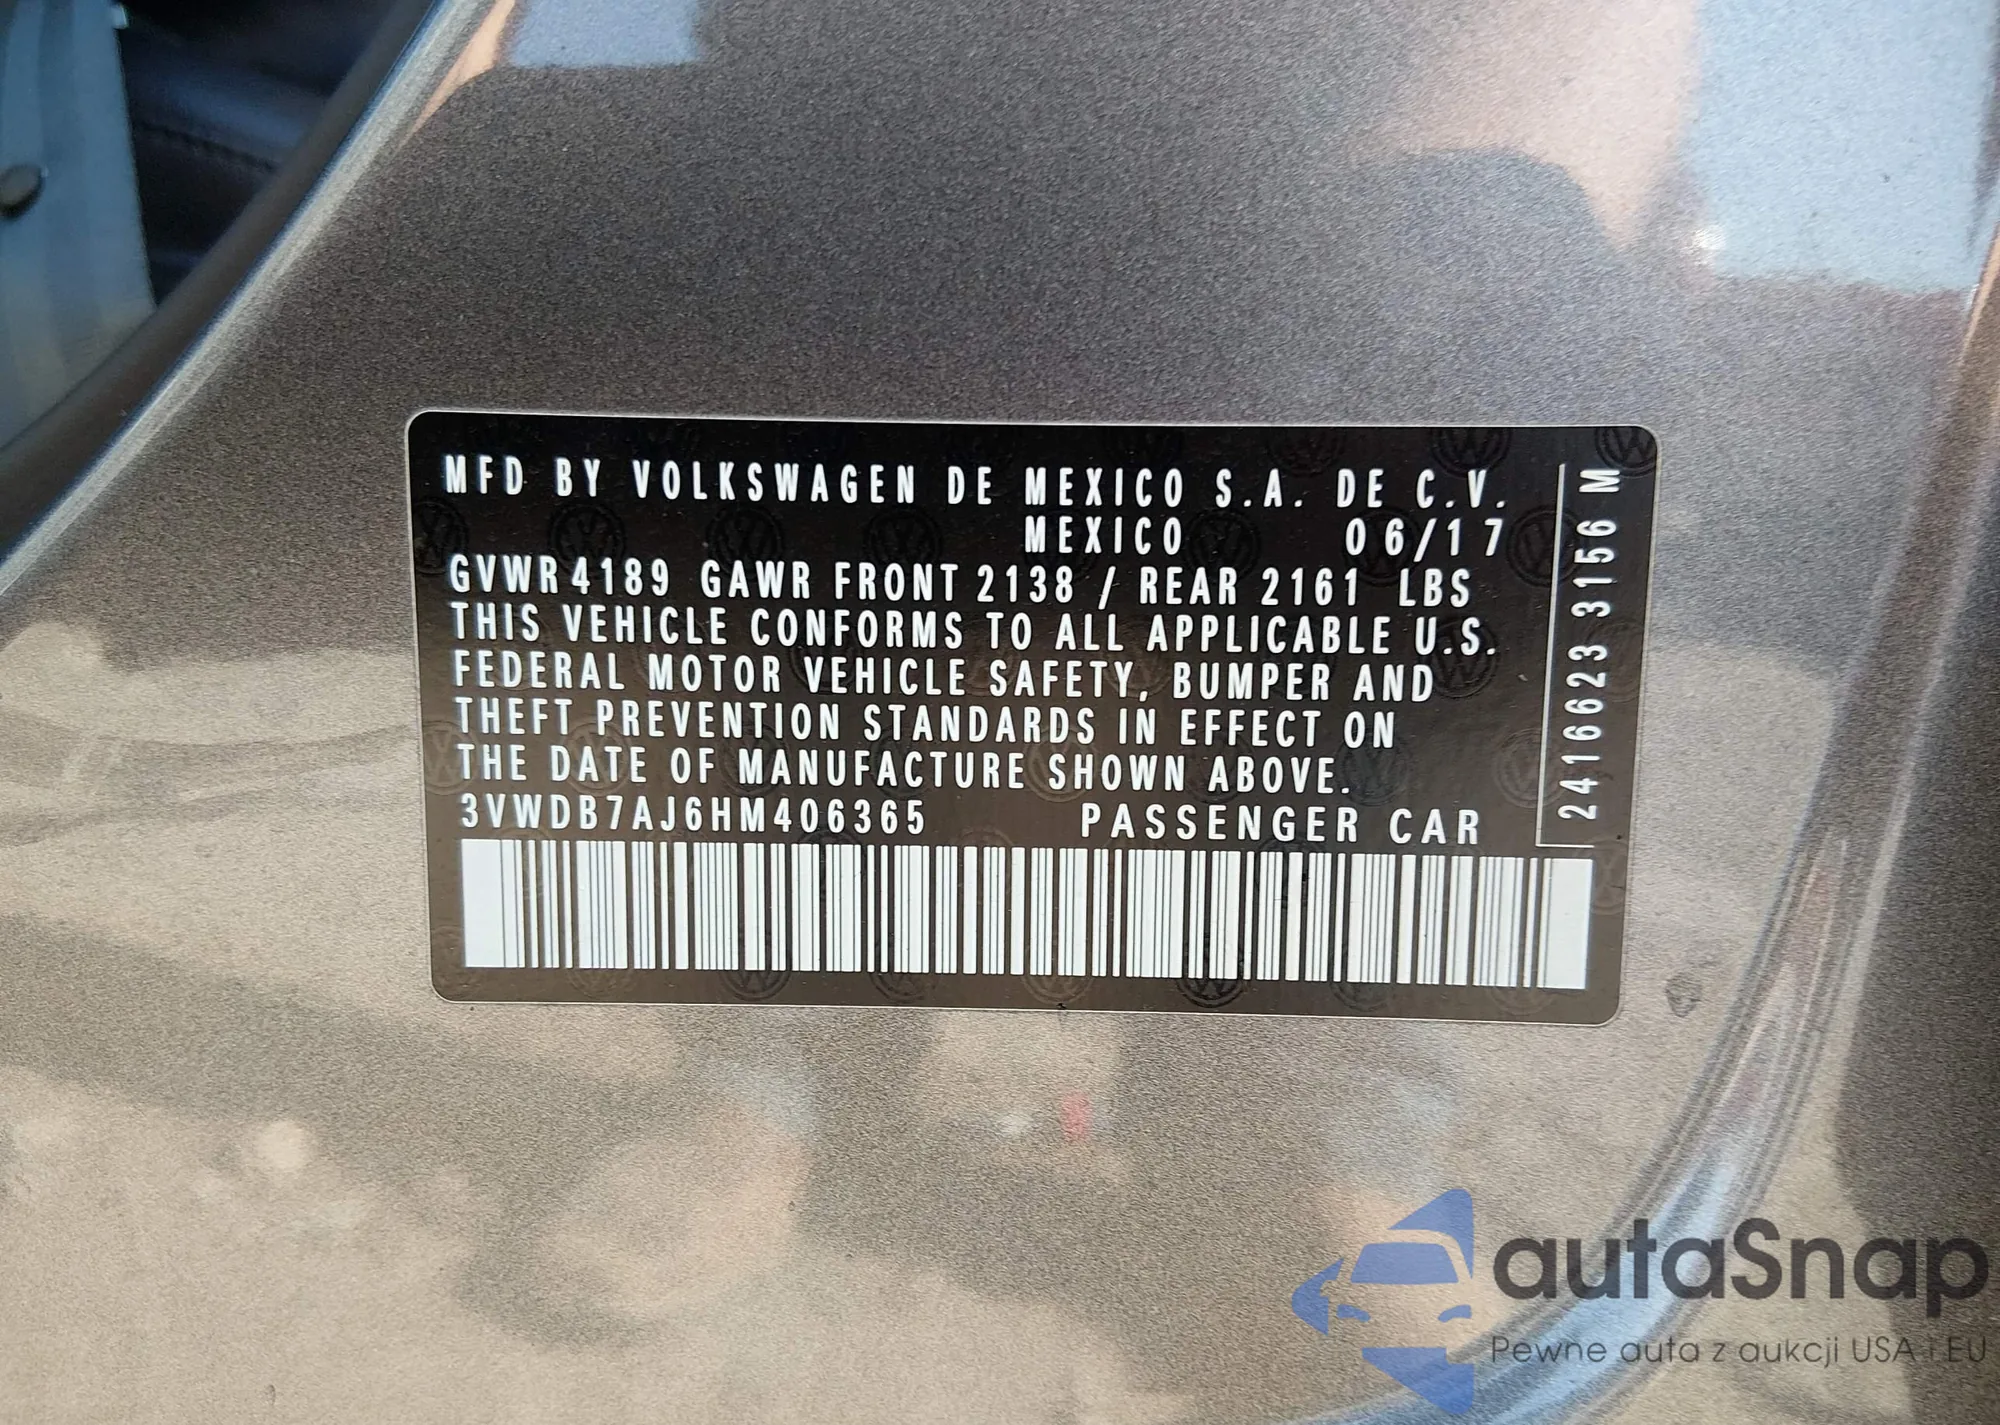 MFD BY VOLKSWAGEN DE MEXICO S.A. DE C.V.
MEXICO 06/17
GVWR 4189 GAWR FRONT 2138 / REAR 2161 LBS
THIS VEHICLE CONFORMS TO ALL APPLICABLE U.S.
FEDERAL MOTOR VEHICLE SAFETY, BUMPER AND
THEFT PREVENTION STANDARDS IN EFFECT ON
THE DATE OF MANUFACTURE SHOWN ABOVE.
3VWDB7AJ6HM406365 PASSENGER CAR
2416623 3156 M
autaSnap
Pewne auta z aukcji USA i EU